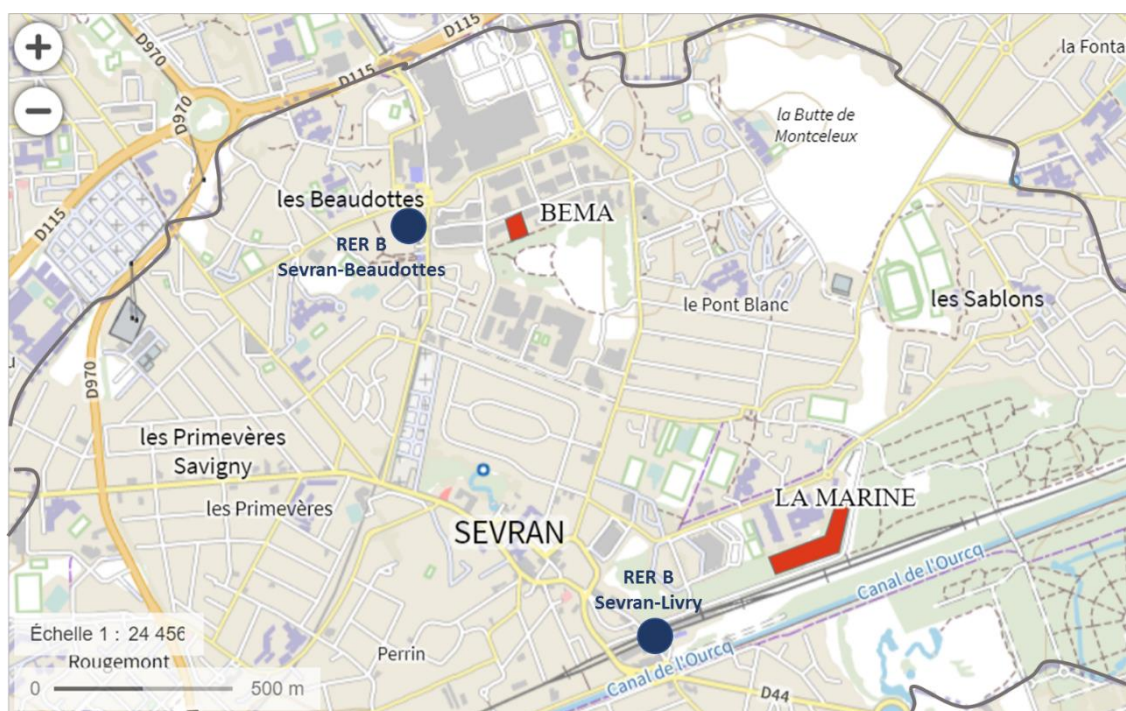 +
−
D970
D115
D115
D970
la Fonta
la Butte de
Montceleux
les Beaudottes
BEMA
D115
RER B
Sevran-Beaudottes
le Pont Blanc
les Sablons
u
D970
les Primevères
Savigny
les Primevères
LA MARINE
SEVRAN
Canal de l'Ourcq
RER B
Sevran-Livry
Échelle 1 : 24 456
Rougemont
Perrin
Canal de l'Ourcq
0 500 m
D44